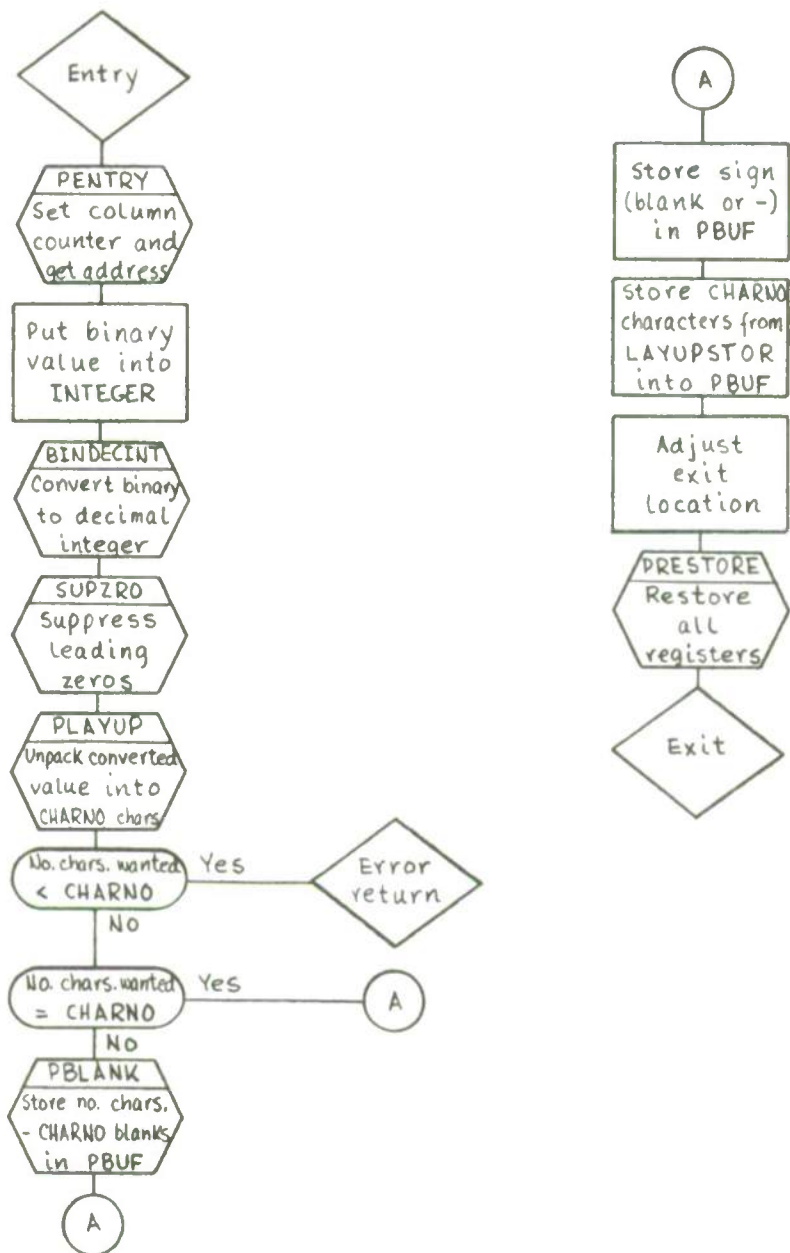 Entry
PENTRY
Set column
counter and
get address
Put binary
value into
INTEGER
BINDECINT
Convert binary
to decimal
integer
SUPZRO
Suppress
leading
zeros
PLAYUP
Unpack converted
value into
CHARNO chars
No. chars. wanted
< CHARNO
Yes
Error
return
No
No. chars. wanted
= CHARNO
Yes
A
No
PBLANK
Store no. chars.
- CHARNO blanks
in PBUF
A
A
Store sign
(blank or -)
in PBUF
Store CHARNO
characters from
LAYUPSTOR
into PBUF
Adjust
exit
location
PRESTORE
Restore
all
registers
Exit